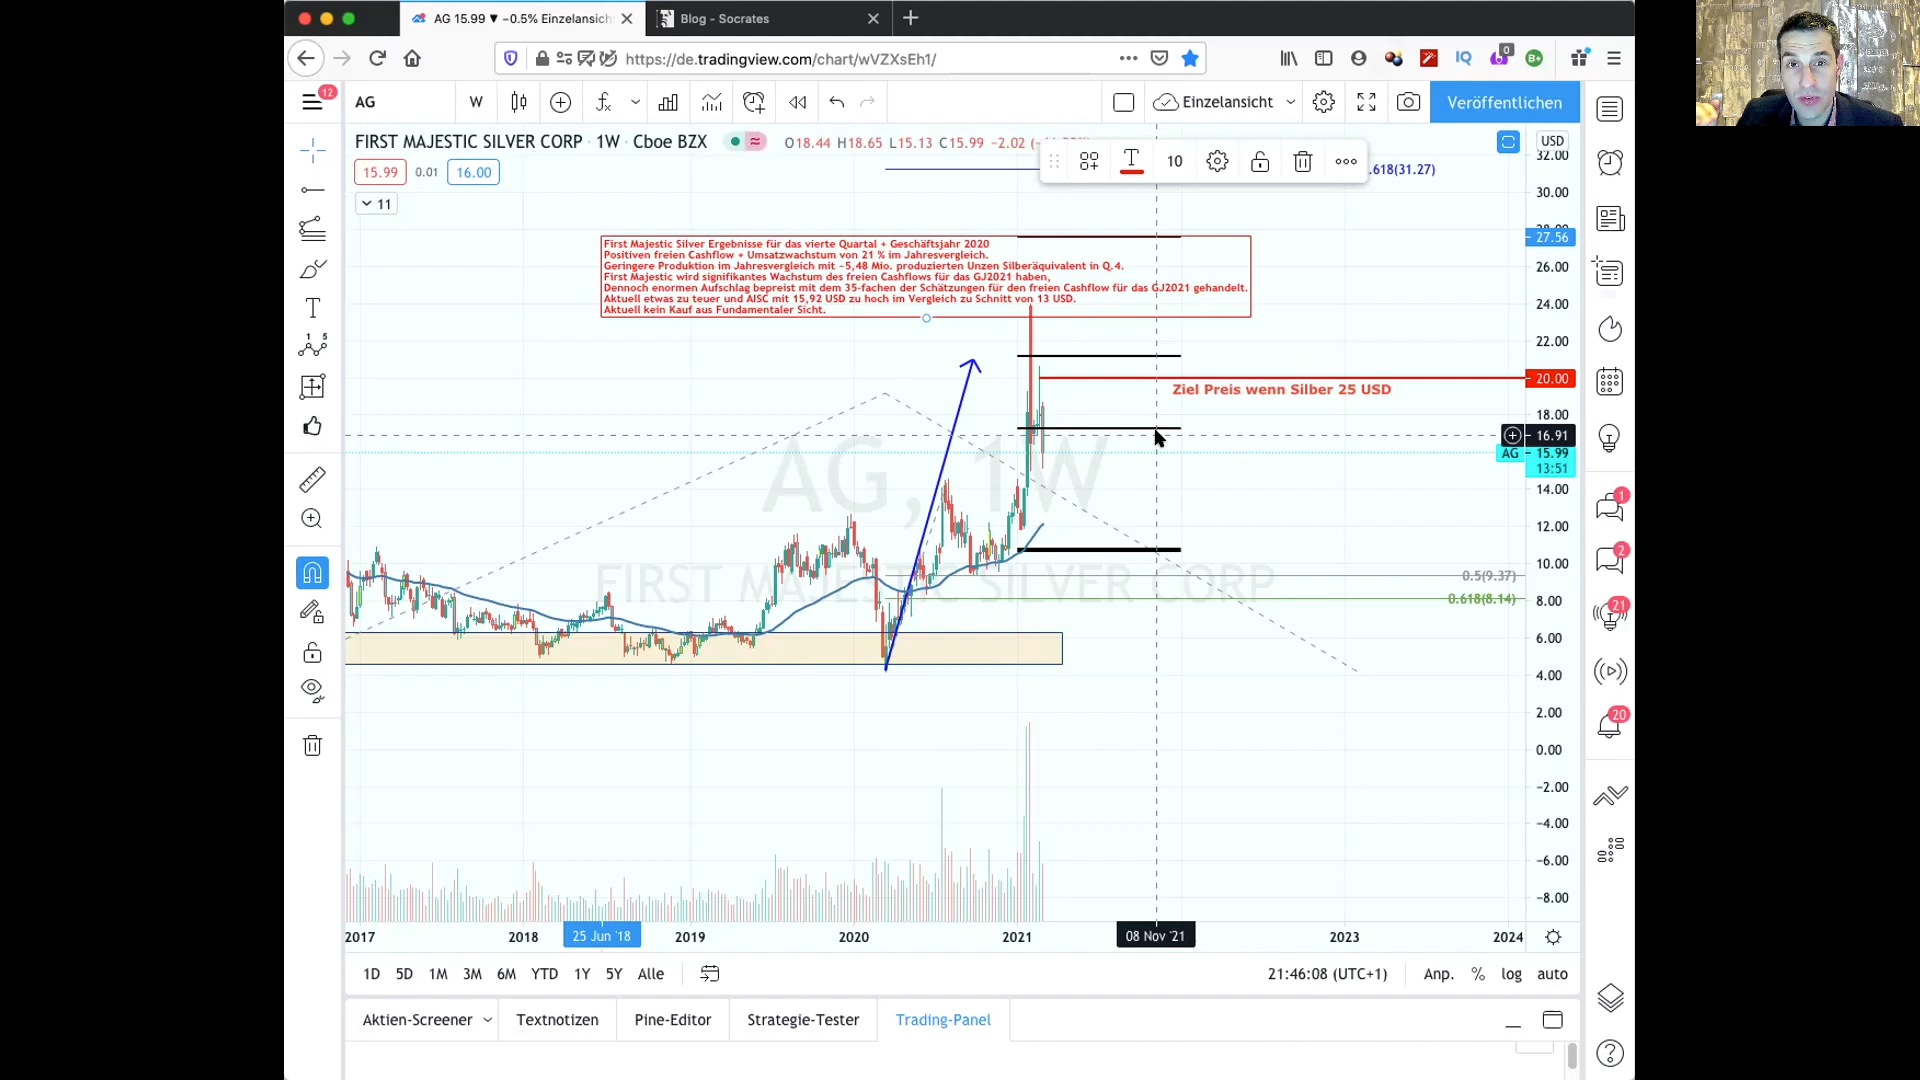 AG 15.99 ▼ −0.5% Einzelansich
Blog - Socrates
https://de.tradingview.com/chart/wVZXsEh1/
0
IQ
B+
12
AG
W
Einzelansicht
Veröffentlichen
FIRST MAJESTIC SILVER CORP · 1W · Cboe BZX
O18.44 H18.65 L15.13 C15.99 −2.02
10
.618(31.27)
USD
15.99
0.01
16.00
11
32.00
30.00
27.56
26.00
24.00
22.00
20.00
18.00
16.91
AG
15.99
13:51
14.00
12.00
10.00
8.00
6.00
4.00
2.00
0.00
−2.00
−4.00
−6.00
−8.00
First Majestic Silver Ergebnisse für das vierte Quartal + Geschäftsjahr 2020
Positiven freien Cashflow + Umsatzwachstum von 21 % im Jahresvergleich.
Geringere Produktion im Jahresvergleich mit ~5,48 Mio. produzierten Unzen Silberäquivalent in Q.4.
First Majestic wird signifikantes Wachstum des freien Cashflows für das GJ2021 haben,
Dennoch enormen Aufschlag bepreist mit dem 35-fachen der Schätzungen für den freien Cashflow für das GJ2021 gehandelt.
Aktuell etwas zu teuer und AISC mit 15,92 USD zu hoch im Vergleich zu Schnitt von 13 USD.
Aktuell kein Kauf aus Fundamentaler Sicht.
Ziel Preis wenn Silber 25 USD
AG, 1W
FIRST MAJESTIC SILVER CORP
0.5(9.37)
0.618(8.14)
1
2
21
20
2017
2018
25 Jun '18
2019
2020
2021
08 Nov '21
2023
2024
1D
5D
1M
3M
6M
YTD
1Y
5Y
Alle
21:46:08 (UTC+1)
Anp.
%
log
auto
Aktien-Screener
Textnotizen
Pine-Editor
Strategie-Tester
Trading-Panel